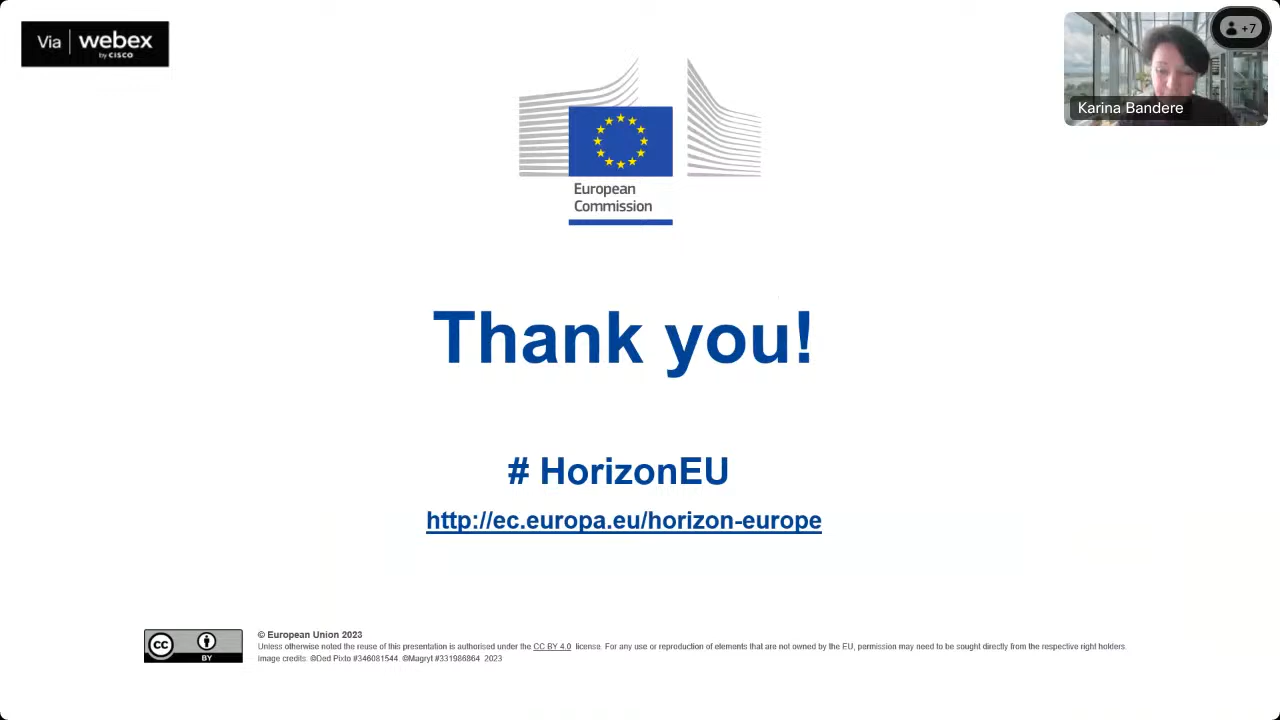 Via webex
by CISCO
+7
Karina Bandere
European
Commission
Thank you!
# HorizonEU
http://ec.europa.eu/horizon-europe
cc
BY
© European Union 2023
Unless otherwise noted the reuse of this presentation is authorised under the CC BY 4.0 license. For any use or reproduction of elements that are not owned by the EU, permission may need to be sought directly from the respective right holders.
Image credits: ©Ded Pixto #346081544. ©Magryt #331986864 2023